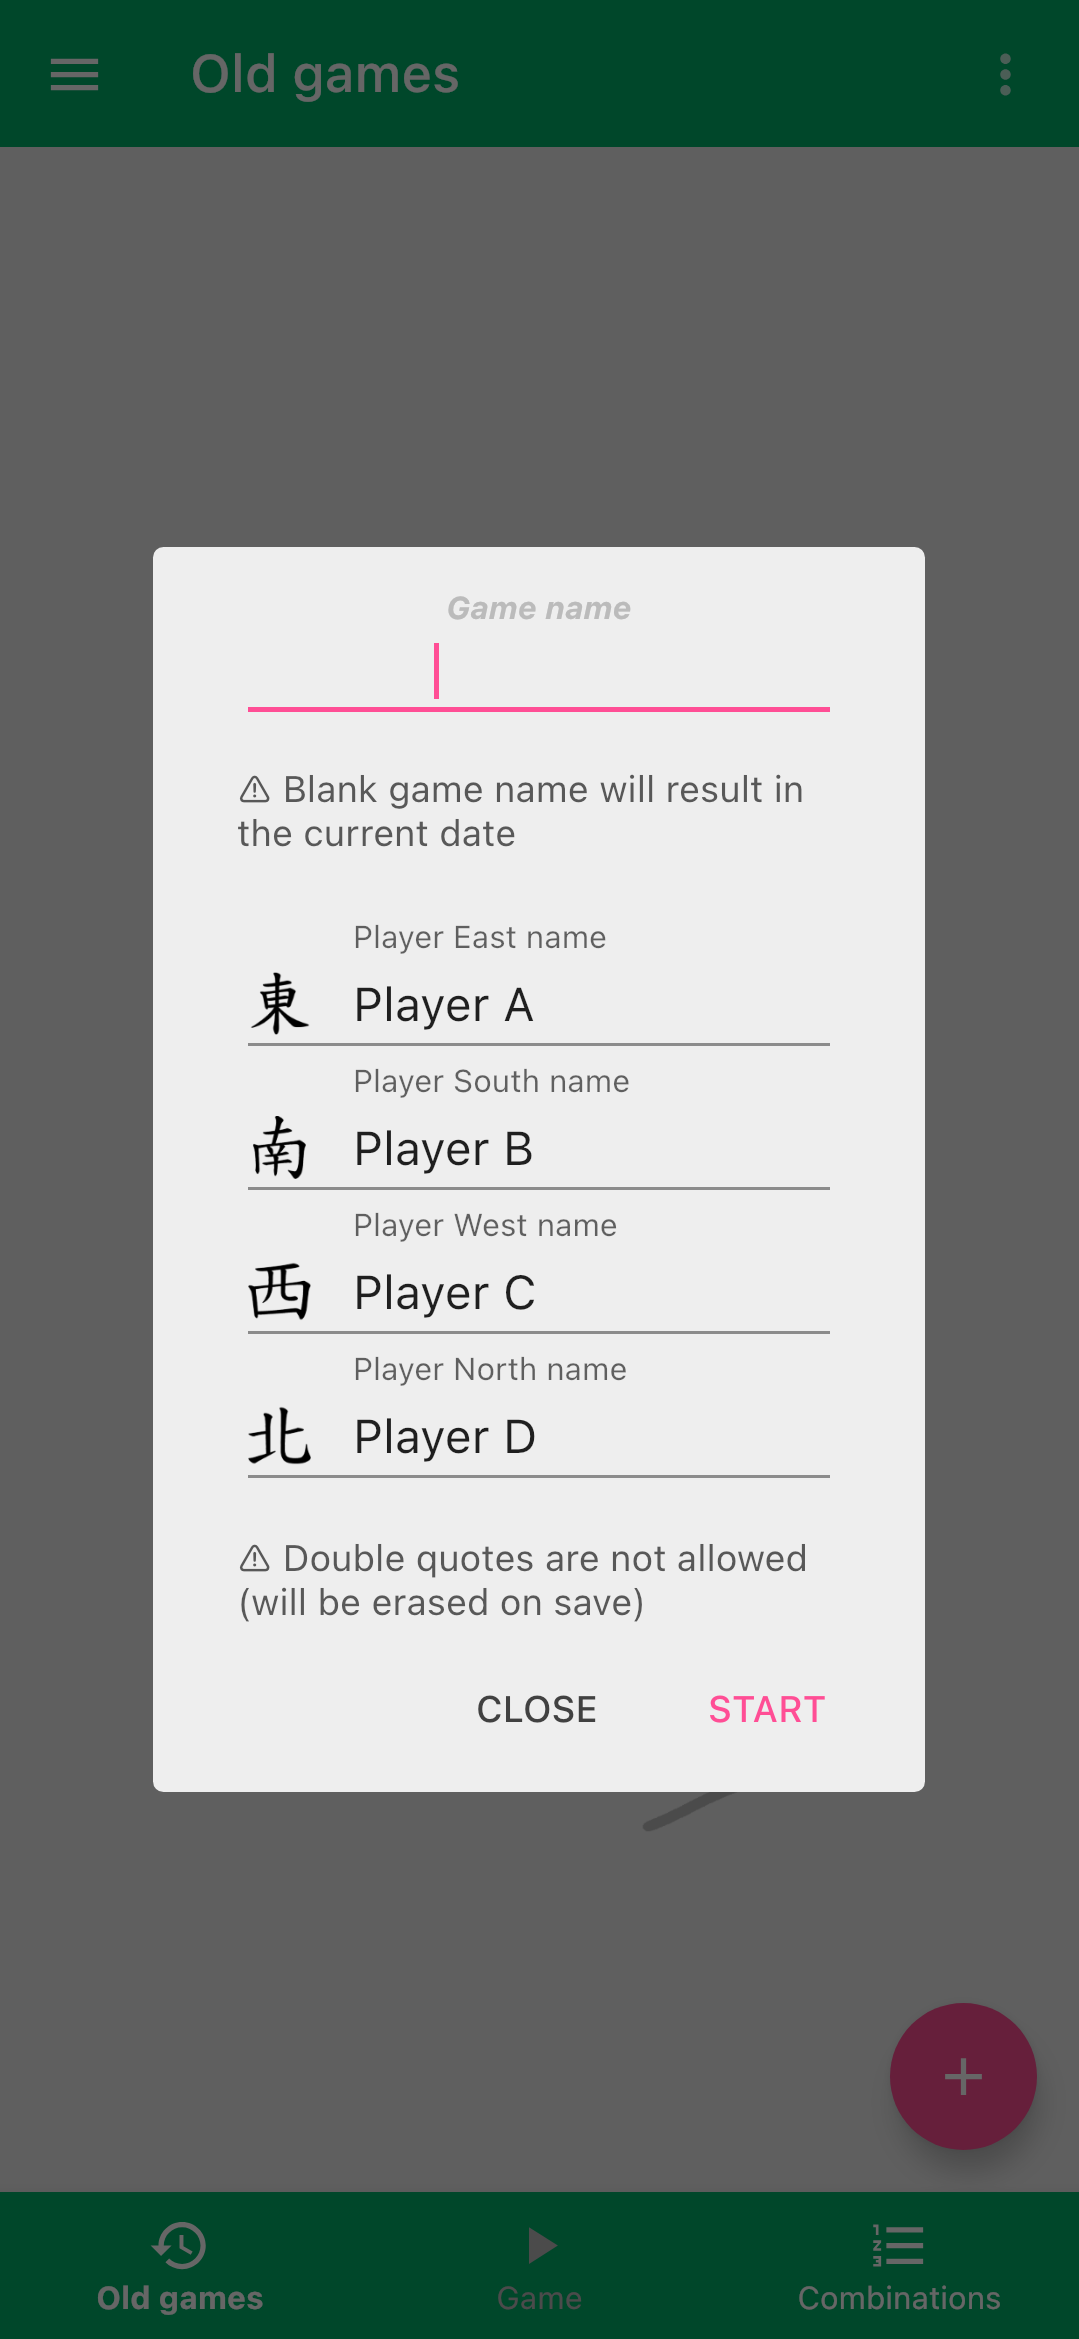 Old games
Game name
⚠ Blank game name will result in
the current date
Player East name
東 Player A
Player South name
南 Player B
Player West name
西 Player C
Player North name
北 Player D
⚠ Double quotes are not allowed
(will be erased on save)
CLOSE START
Old games Game Combinations